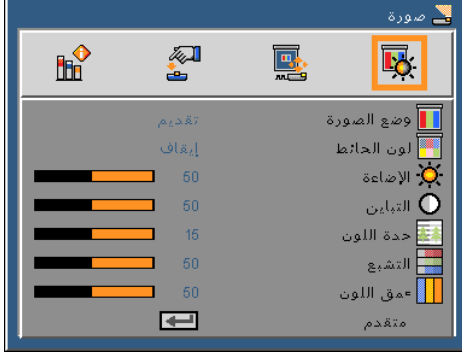 صورة
وضع الصورة تقديم
لون الحائط إيقاف
الإضاءة 50
التباين 50
حدة اللون 15
التشبع 50
عمق اللون 50
متقدم